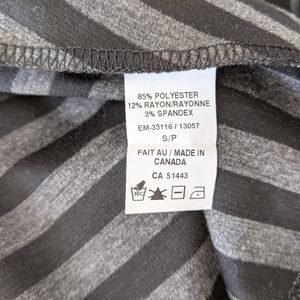 85% POLYESTER
12% RAYON/RAYONNE
3% SPANDEX
EM-33116 / 13057
S/P
FAIT AU / MADE IN
CANADA
CA 51443